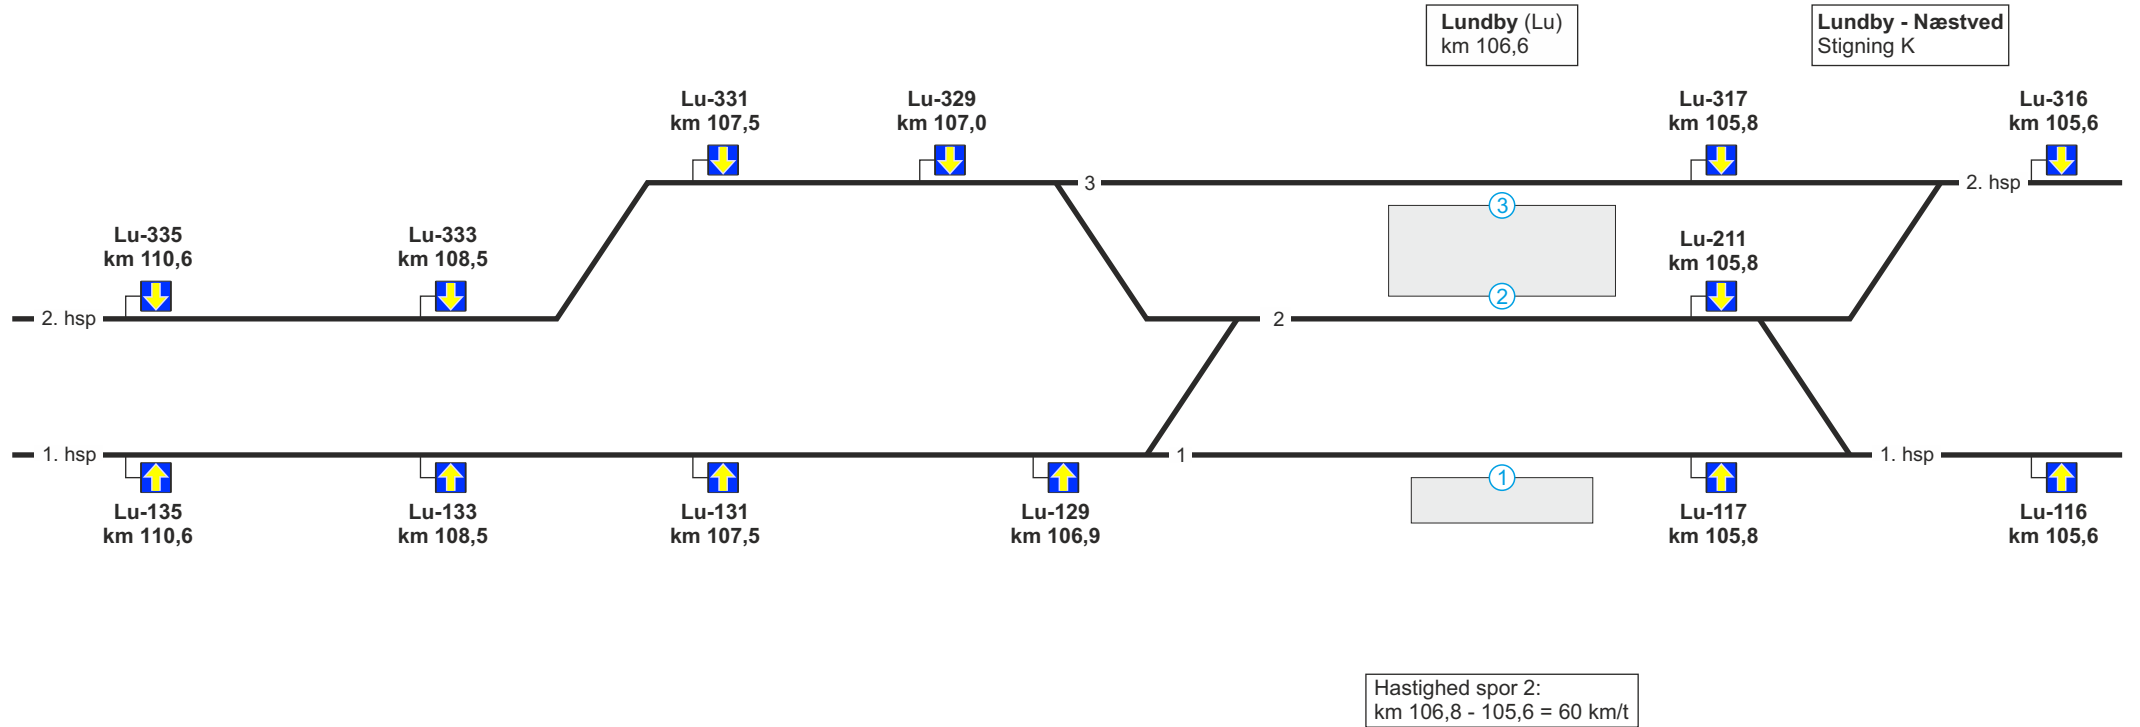 Lundby (Lu)
km 106,6
Lundby - Næstved
Stigning K
Lu-331
km 107,5
Lu-329
km 107,0
Lu-317
km 105,8
Lu-316
km 105,6
3
2. hsp
3
Lu-335
km 110,6
Lu-333
km 108,5
Lu-211
km 105,8
2
2. hsp
2
1. hsp
1
1. hsp
1
Lu-135
km 110,6
Lu-133
km 108,5
Lu-131
km 107,5
Lu-129
km 106,9
Lu-117
km 105,8
Lu-116
km 105,6
Hastighed spor 2:
km 106,8 - 105,6 = 60 km/t